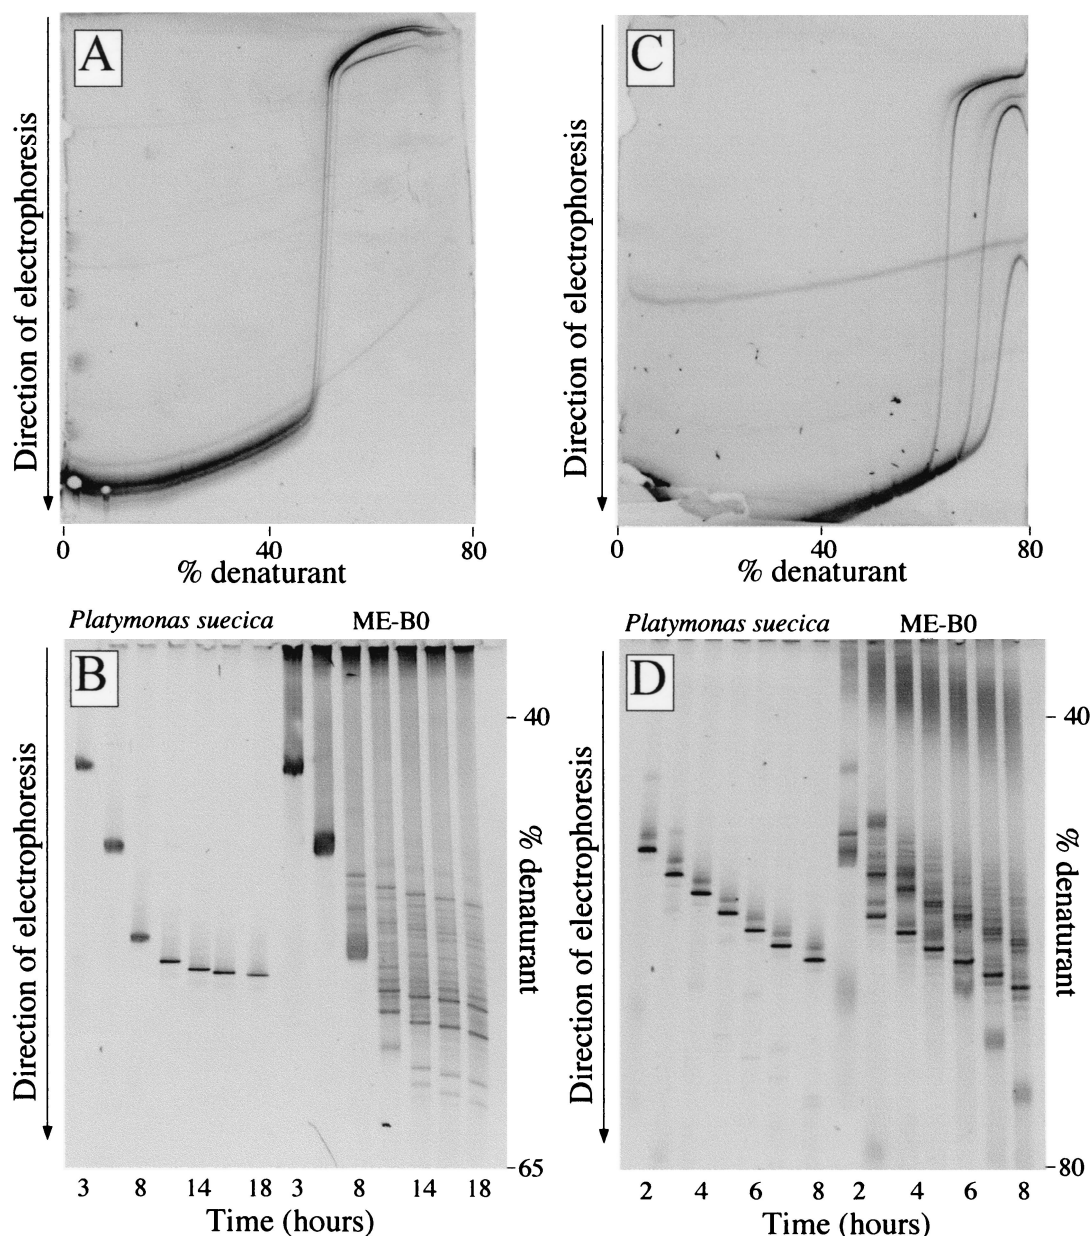 A
Direction of electrophoresis
0
40
80
% denaturant
C
Direction of electrophoresis
0
40
80
% denaturant
Platymonas suecica
ME-B0
B
Direction of electrophoresis
40
% denaturant
65
3
8
14
18
3
8
14
18
Time (hours)
Platymonas suecica
ME-B0
D
Direction of electrophoresis
40
% denaturant
80
2
4
6
8
2
4
6
8
Time (hours)